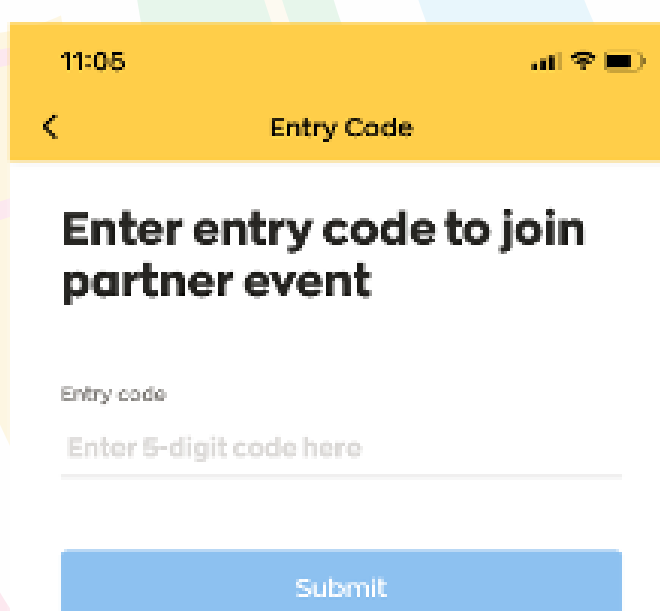 11:05
Entry Code
Enter entry code to join
partner event
Entry code
Enter 5-digit code here
Submit